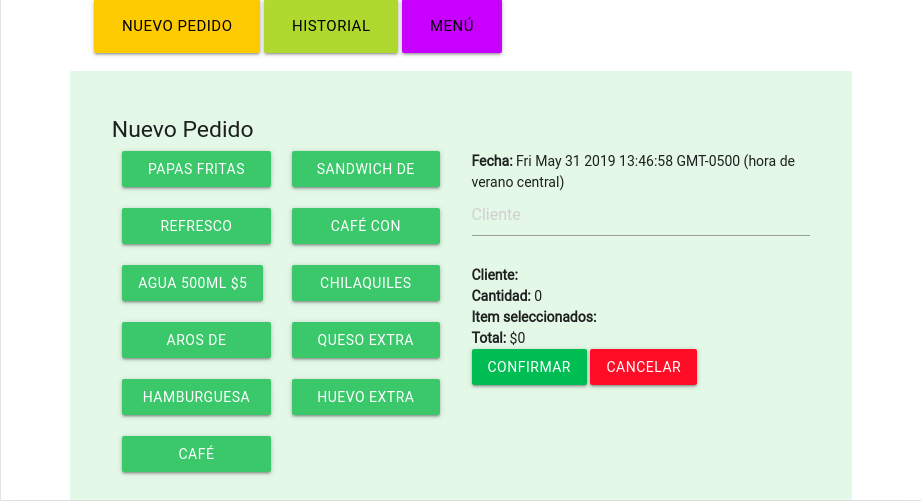 NUEVO PEDIDO HISTORIAL MENÚ
Nuevo Pedido
PAPAS FRITAS SANDWICH DE
REFRESCO CAFÉ CON
AGUA 500ML $5 CHILAQUILES
AROS DE QUESO EXTRA
HAMBURGUESA HUEVO EXTRA
CAFÉ
Fecha: Fri May 31 2019 13:46:58 GMT-0500 (hora de
verano central)
Cliente
Cliente:
Cantidad: 0
Item seleccionados:
Total: $0
CONFIRMAR CANCELAR